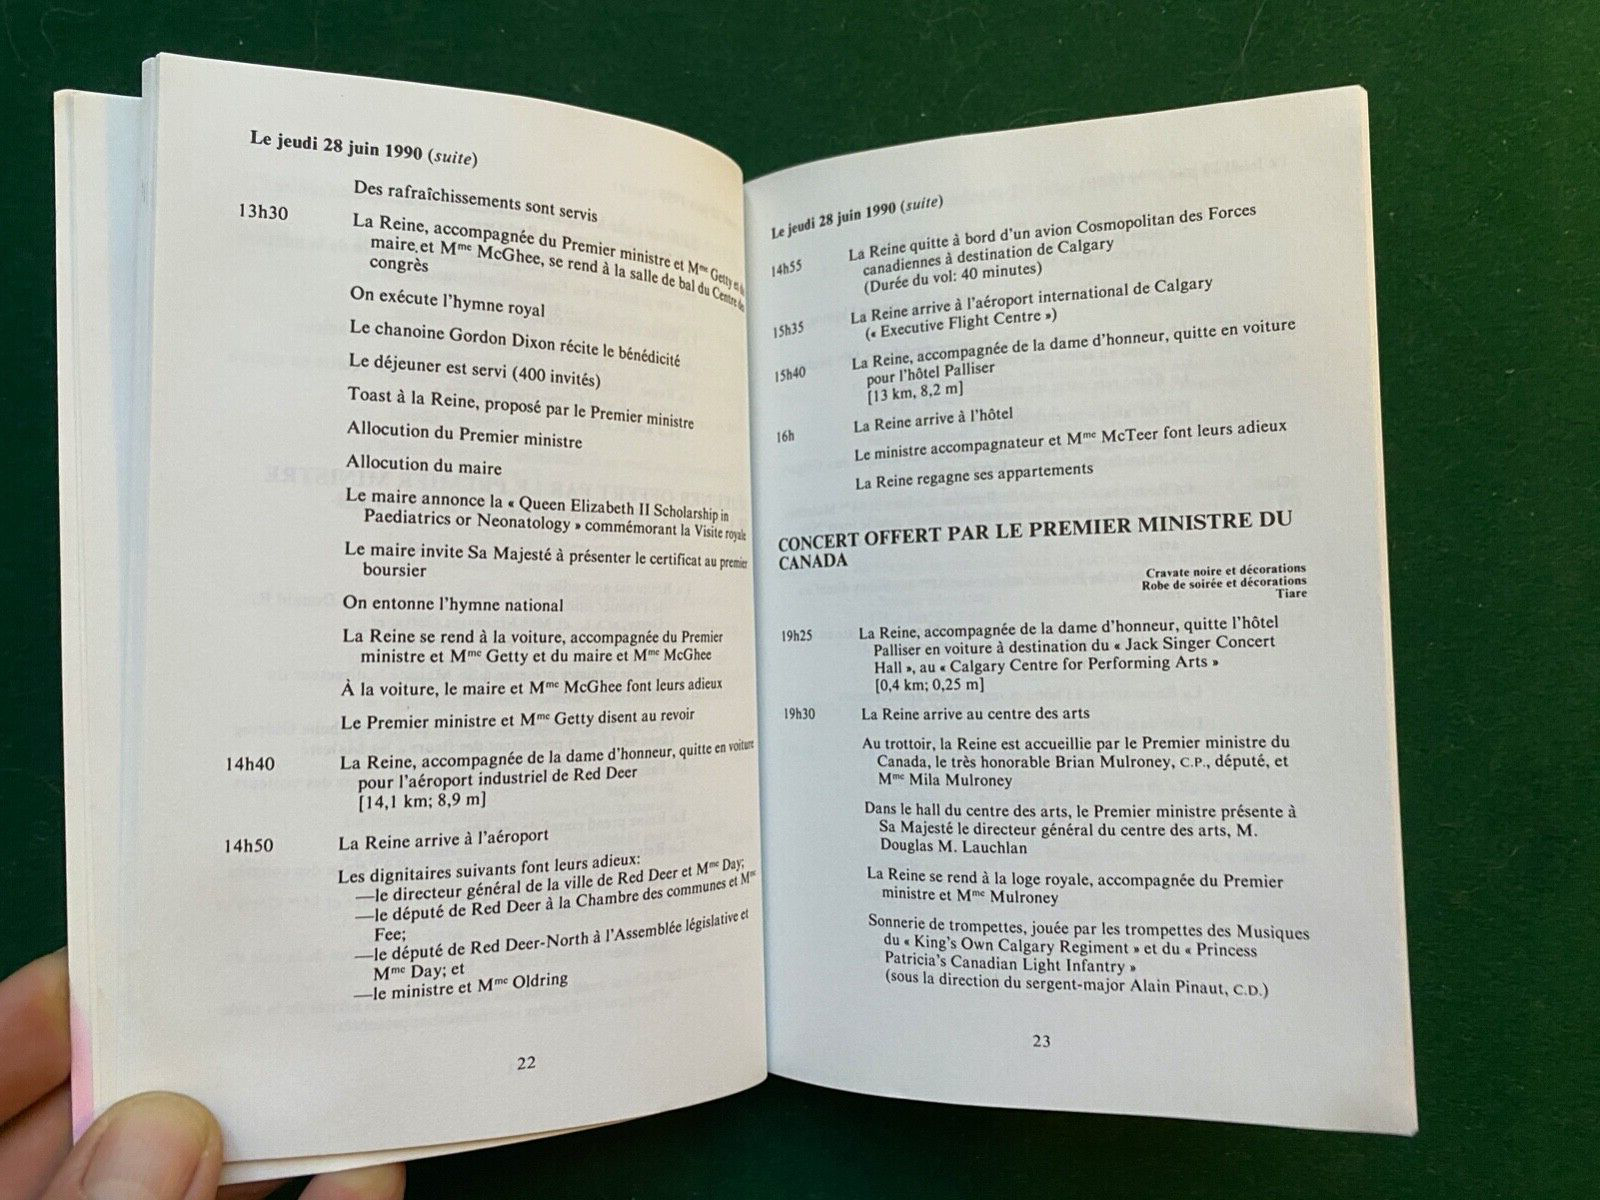 Le jeudi 28 juin 1990 (suite)
Des rafraîchissements sont servis
13h30 La Reine, accompagnée du Premier ministre et Mme Getty et du
maire, et Mme McGhee, se rend à la salle de bal du Centre des
congrès
On exécute l'hymne royal
Le chanoine Gordon Dixon récite le bénédicité
Le déjeuner est servi (400 invités)
Toast à la Reine, proposé par le Premier ministre
Allocution du Premier ministre
Allocution du maire
Le maire annonce la « Queen Elizabeth II Scholarship in
Paediatrics or Neonatology » commémorant la Visite royale
Le maire invite Sa Majesté à présenter le certificat au premier
boursier
On entonne l'hymne national
La Reine se rend à la voiture, accompagnée du Premier
ministre et Mme Getty et du maire et Mme McGhee
À la voiture, le maire et Mme McGhee font leurs adieux
Le Premier ministre et Mme Getty disent au revoir
14h40 La Reine, accompagnée de la dame d'honneur, quitte en voiture
pour l'aéroport industriel de Red Deer
[14,1 km; 8,9 m]
14h50 La Reine arrive à l'aéroport
Les dignitaires suivants font leurs adieux:
—le directeur général de la ville de Red Deer et Mme Day;
—le député de Red Deer à la Chambre des communes et Mme
Fee;
—le député de Red Deer-North à l'Assemblée législative et
Mme Day; et
—le ministre et Mme Oldring
22
Le jeudi 28 juin 1990 (suite)
14h55 La Reine quitte à bord d'un avion Cosmopolitan des Forces
canadiennes à destination de Calgary
(Durée du vol: 40 minutes)
15h35 La Reine arrive à l'aéroport international de Calgary
(« Executive Flight Centre »)
15h40 La Reine, accompagnée de la dame d'honneur, quitte en voiture
pour l'hôtel Palliser
[13 km, 8,2 m]
16h La Reine arrive à l'hôtel
Le ministre accompagnateur et Mme McTeer font leurs adieux
La Reine regagne ses appartements
CONCERT OFFERT PAR LE PREMIER MINISTRE DU
CANADA
Cravate noire et décorations
Robe de soirée et décorations
Tiare
19h25 La Reine, accompagnée de la dame d'honneur, quitte l'hôtel
Palliser en voiture à destination du « Jack Singer Concert
Hall », au « Calgary Centre for Performing Arts »
[0,4 km; 0,25 m]
19h30 La Reine arrive au centre des arts
Au trottoir, la Reine est accueillie par le Premier ministre du
Canada, le très honorable Brian Mulroney, C.P., député, et
Mme Mila Mulroney
Dans le hall du centre des arts, le Premier ministre présente à
Sa Majesté le directeur général du centre des arts, M.
Douglas M. Lauchlan
La Reine se rend à la loge royale, accompagnée du Premier
ministre et Mme Mulroney
Sonnerie de trompettes, jouée par les trompettes des Musiques
du « King's Own Calgary Regiment » et du « Princess
Patricia's Canadian Light Infantry »
(sous la direction du sergent-major Alain Pinaut, C.D.)
23